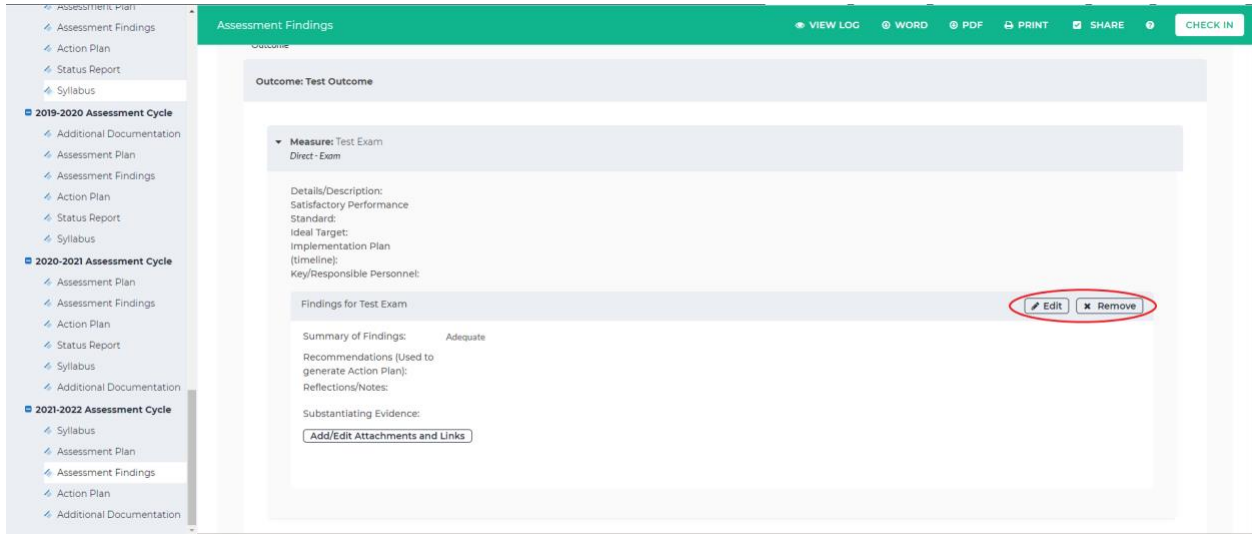 Assessment Plan
Assessment Findings
Action Plan
Status Report
Syllabus
2019-2020 Assessment Cycle
Additional Documentation
Assessment Plan
Assessment Findings
Action Plan
Status Report
Syllabus
2020-2021 Assessment Cycle
Assessment Plan
Assessment Findings
Action Plan
Status Report
Syllabus
Additional Documentation
2021-2022 Assessment Cycle
Syllabus
Assessment Plan
Assessment Findings
Action Plan
Additional Documentation
Assessment Findings
VIEW LOG
WORD
PDF
PRINT
SHARE
CHECK IN
Outcome
Outcome: Test Outcome
Measure: Test Exam
Direct - Exam
Details/Description:
Satisfactory Performance
Standard:
Ideal Target:
Implementation Plan
(timeline):
Key/Responsible Personnel:
Findings for Test Exam
Edit
Remove
Summary of Findings: Adequate
Recommendations (Used to
generate Action Plan):
Reflections/Notes:
Substantiating Evidence:
Add/Edit Attachments and Links